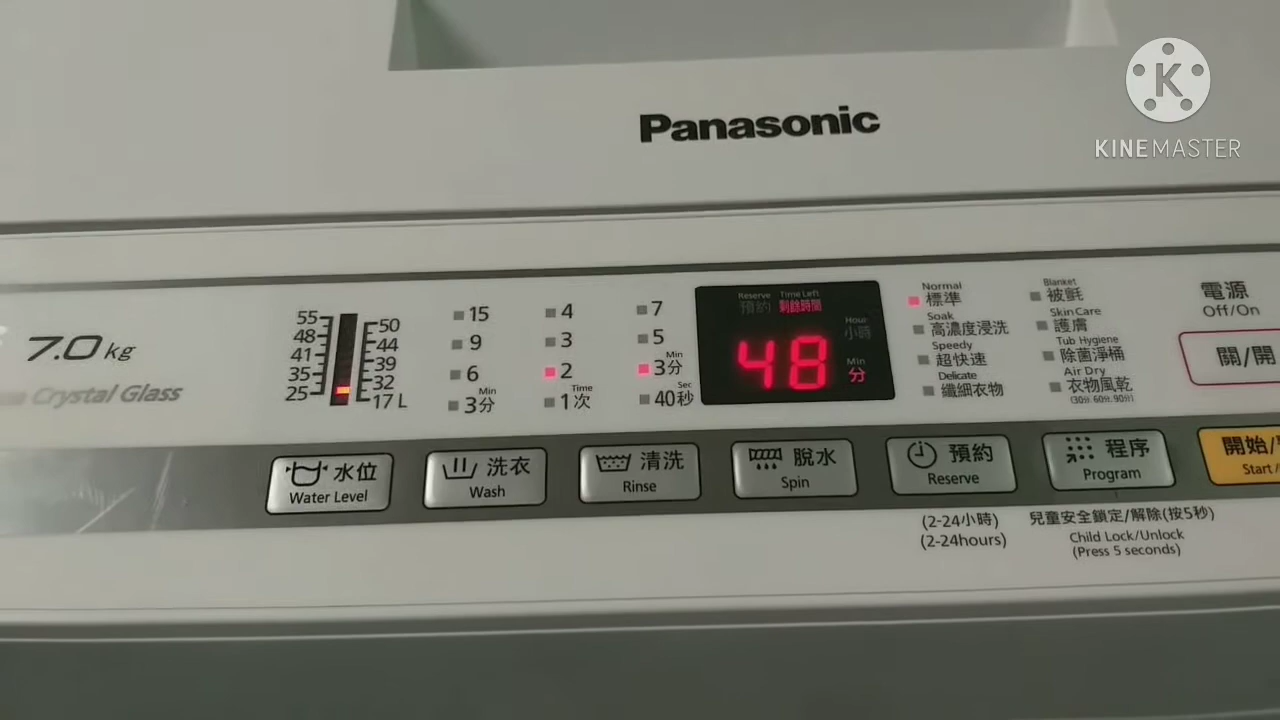 K
KINEMASTER
Panasonic
7.0 kg
Crystal Glass
55
48
41
35
25
50
44
39
32
17 L
15
9
6
Min
3分
4
3
2
Time
1次
7
5
Min
3分
Sec
40秒
Reserve
預約
Time Left
剩餘時間
Hour
小時
48
Min
分
Normal
標準
Soak
高濃度浸洗
Speedy
超快速
Delicate
纖細衣物
Blanket
被氈
Skin Care
護膚
Tub Hygiene
除菌淨桶
Air Dry
衣物風乾
(30分. 60分. 90分)
電源
Off/On
關/開
水位
Water Level
洗衣
Wash
清洗
Rinse
脫水
Spin
預約
Reserve
程序
Program
開始/
Start/
(2-24小時)
(2-24hours)
兒童安全鎖定/解除(按5秒)
Child Lock/Unlock
(Press 5 seconds)